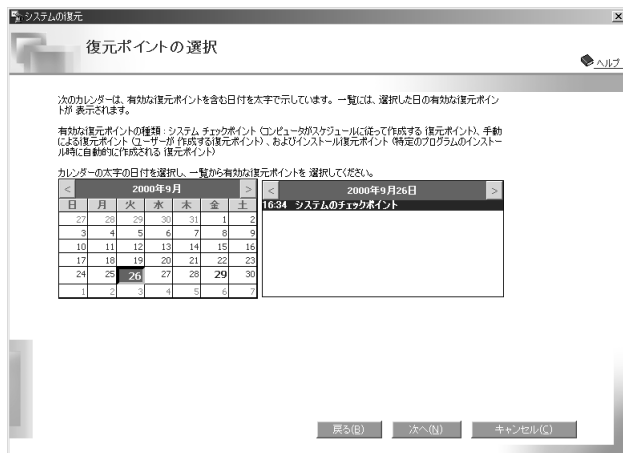 システムの復元
復元ポイントの選択
ヘルプ
次のカレンダーは、有効な復元ポイントを含む日付を太字で示しています。一覧には、選択した日の有効な復元ポイン
トが 表示されます。
有効な復元ポイントの種類 : システム チェックポイント (コンピュータがスケジュールに従って作成する 復元ポイント)、手動
による復元ポイント (ユーザーが 作成する復元ポイント)、およびインストール復元ポイント (特定のプログラムのインストー
ル時に自動的に作成される 復元ポイント)
カレンダーの太字の日付を選択し、一覧から有効な復元ポイントを 選択してください。
< 2000年9月 >
日 月 火 水 木 金 土
27 28 29 30 31 1 2
3 4 5 6 7 8 9
10 11 12 13 14 15 16
17 18 19 20 21 22 23
24 25 26 27 28 29 30
1 2 3 4 5 6 7
< 2000年9月26日 >
16:34 システムのチェックポイント
戻る(B) 次へ(N) キャンセル(C)